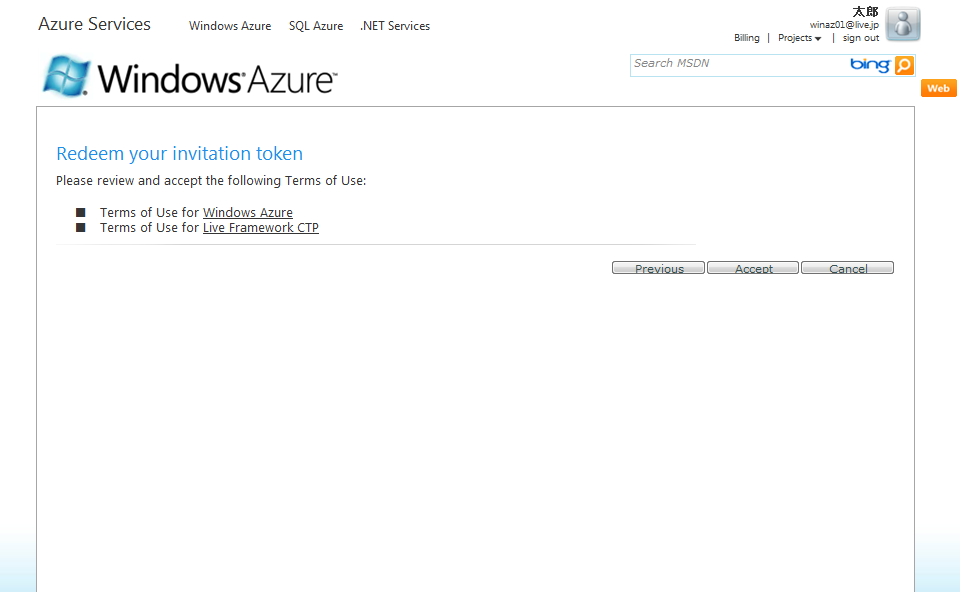 Azure Services Windows Azure SQL Azure .NET Services
太郎
winaz01@live.jp
Billing | Projects | sign out
Windows® Azure™
Search MSDN bing
Web
Redeem your invitation token
Please review and accept the following Terms of Use:
■ Terms of Use for Windows Azure
■ Terms of Use for Live Framework CTP
Previous Accept Cancel